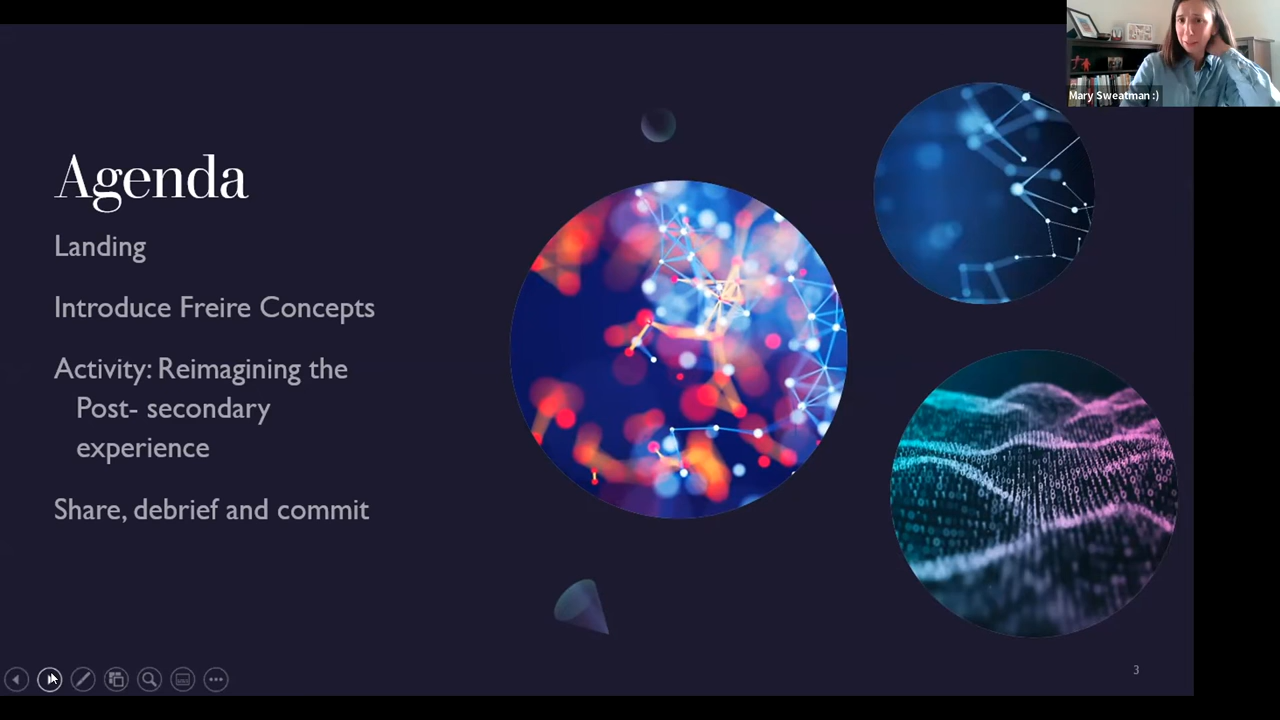 Mary Sweatman :)
Agenda
Landing
Introduce Freire Concepts
Activity: Reimagining the
Post- secondary
experience
Share, debrief and commit
3